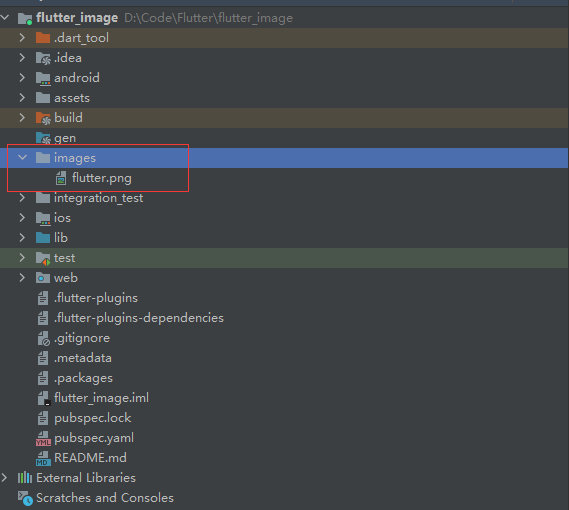 flutter_image D:\Code\Flutter\flutter_image
.dart_tool
.idea
android
assets
build
gen
images
flutter.png
integration_test
ios
lib
test
web
.flutter-plugins
.flutter-plugins-dependencies
.gitignore
.metadata
.packages
flutter_image.iml
pubspec.lock
pubspec.yaml
README.md
External Libraries
Scratches and Consoles